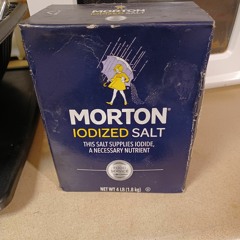 MORTON®
IODIZED SALT
THIS SALT SUPPLIES IODIDE,
A NECESSARY NUTRIENT
NET WT 4 LB (1.8 kg)